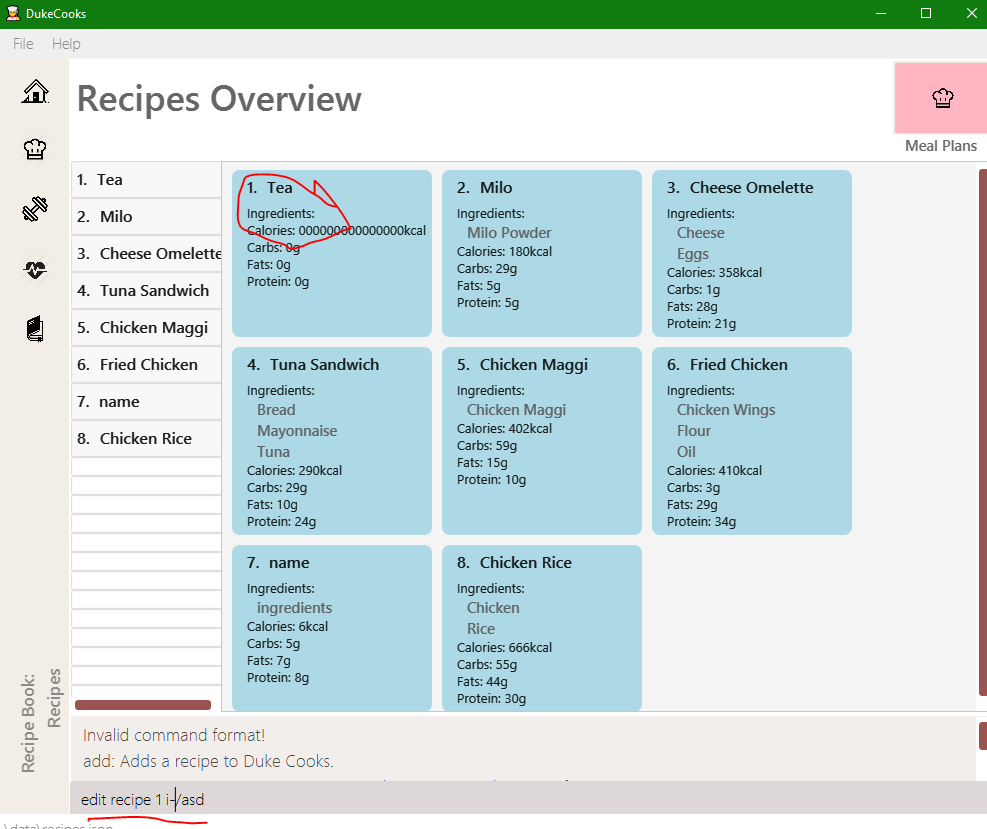 DukeCooks
File Help
Recipes Overview
Meal Plans
1. Tea
2. Milo
3. Cheese Omelette
4. Tuna Sandwich
5. Chicken Maggi
6. Fried Chicken
7. name
8. Chicken Rice
1. Tea
Ingredients:
Calories: 000000000000000kcal
Carbs: 0g
Fats: 0g
Protein: 0g
2. Milo
Ingredients:
Milo Powder
Calories: 180kcal
Carbs: 29g
Fats: 5g
Protein: 5g
3. Cheese Omelette
Ingredients:
Cheese
Eggs
Calories: 358kcal
Carbs: 1g
Fats: 28g
Protein: 21g
4. Tuna Sandwich
Ingredients:
Bread
Mayonnaise
Tuna
Calories: 290kcal
Carbs: 29g
Fats: 10g
Protein: 24g
5. Chicken Maggi
Ingredients:
Chicken Maggi
Calories: 402kcal
Carbs: 59g
Fats: 15g
Protein: 10g
6. Fried Chicken
Ingredients:
Chicken Wings
Flour
Oil
Calories: 410kcal
Carbs: 3g
Fats: 29g
Protein: 34g
7. name
Ingredients:
ingredients
Calories: 6kcal
Carbs: 5g
Fats: 7g
Protein: 8g
8. Chicken Rice
Ingredients:
Chicken
Rice
Calories: 666kcal
Carbs: 55g
Fats: 44g
Protein: 30g
Recipe Book:
Recipes
Invalid command format!
add: Adds a recipe to Duke Cooks.
edit recipe 1 i-/asd
\data\recipes.json